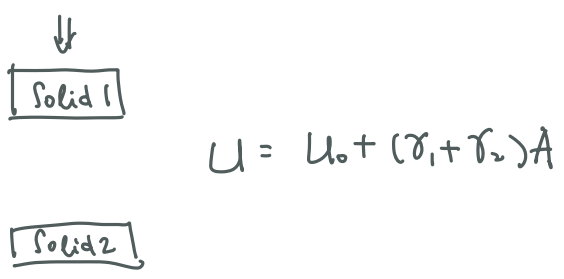 Solid 1
U = U₀ + (γ₁ + γ₂)A
Solid 2